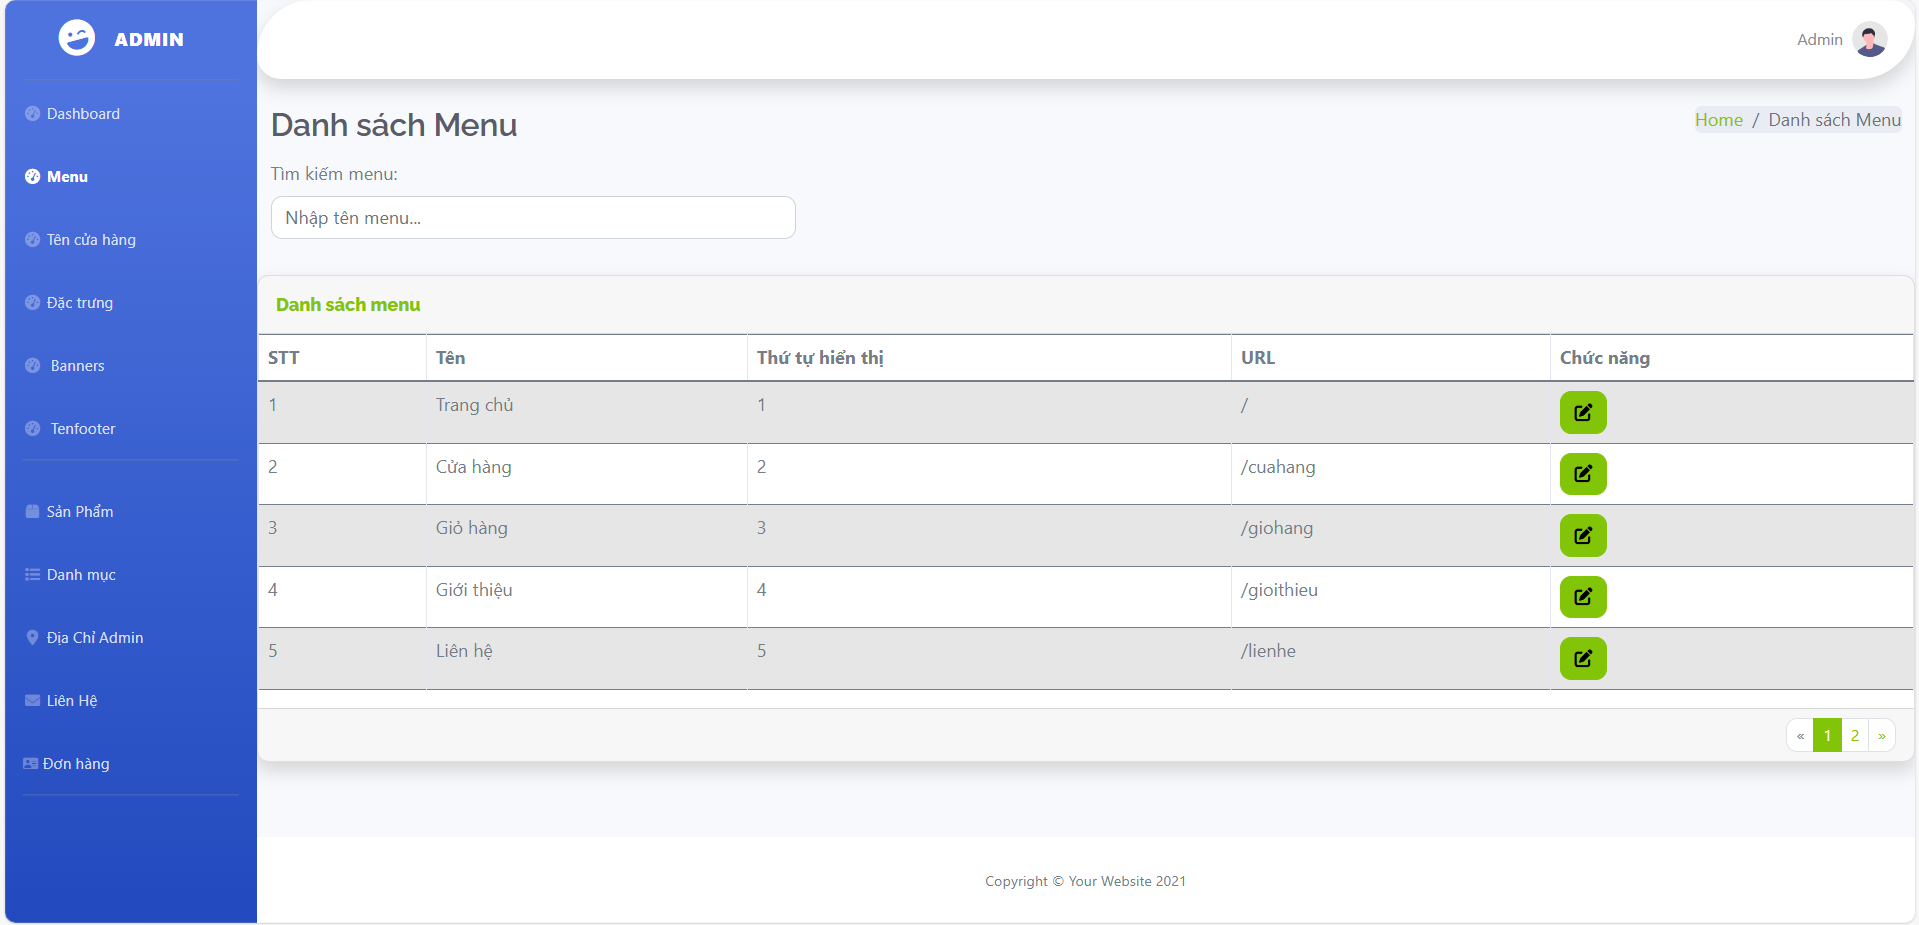 ADMIN
Dashboard
Menu
Tên cửa hàng
Đặc trưng
Banners
Tenfooter
Sản Phẩm
Danh mục
Địa Chỉ Admin
Liên Hệ
Đơn hàng
Admin
Danh sách Menu
Home / Danh sách Menu
Tìm kiếm menu:
Nhập tên menu...
Danh sách menu
STT Tên Thứ tự hiển thị URL Chức năng
1 Trang chủ 1 /
2 Cửa hàng 2 /cuahang
3 Giỏ hàng 3 /giohang
4 Giới thiệu 4 /gioithieu
5 Liên hệ 5 /lienhe
« 1 2 »
Copyright © Your Website 2021